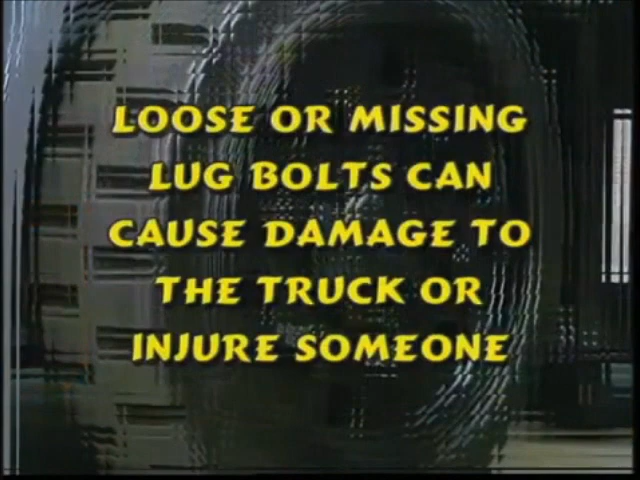 LOOSE OR MISSING
LUG BOLTS CAN
CAUSE DAMAGE TO
THE TRUCK OR
INJURE SOMEONE